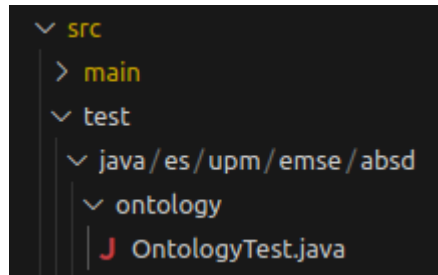 src
main
test
java/es/upm/emse/absd
ontology
J OntologyTest.java